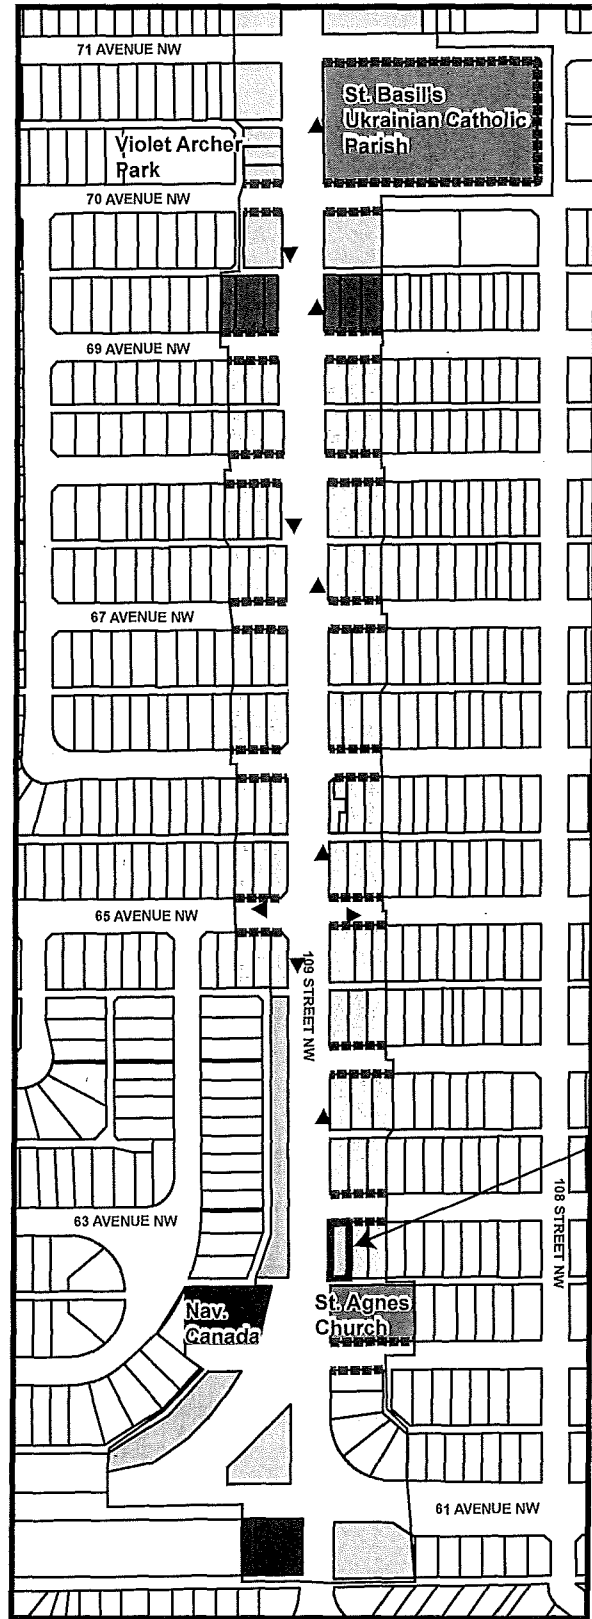 71 AVENUE NW
St. Basil's
Ukrainian Catholic
Parish
Violet Archer
Park
70 AVENUE NW
69 AVENUE NW
67 AVENUE NW
65 AVENUE NW
109 STREET NW
63 AVENUE NW
108 STREET NW
Nav.
Canada
St. Agnes
Church
61 AVENUE NW